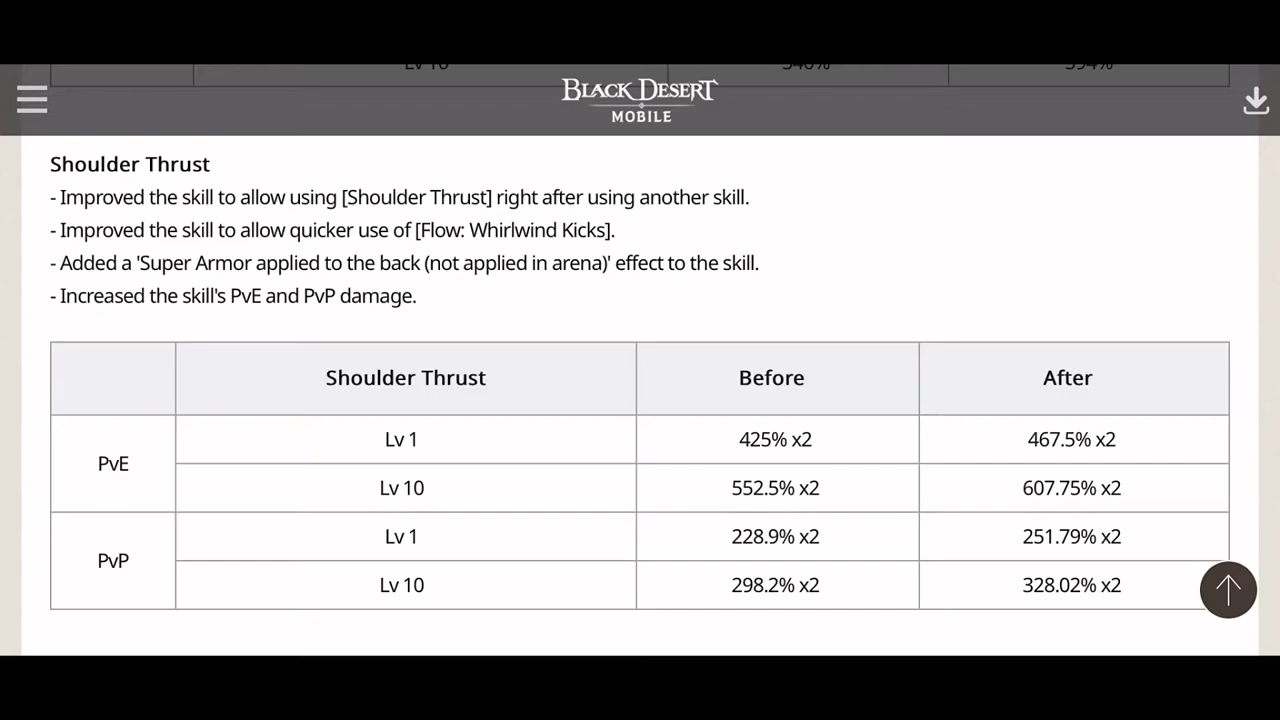 BLACK DESERT
MOBILE
Shoulder Thrust
- Improved the skill to allow using [Shoulder Thrust] right after using another skill.
- Improved the skill to allow quicker use of [Flow: Whirlwind Kicks].
- Added a 'Super Armor applied to the back (not applied in arena)' effect to the skill.
- Increased the skill's PvE and PvP damage.
Shoulder Thrust Before After
PvE
Lv 1 425% x2 467.5% x2
Lv 10 552.5% x2 607.75% x2
PvP
Lv 1 228.9% x2 251.79% x2
Lv 10 298.2% x2 328.02% x2